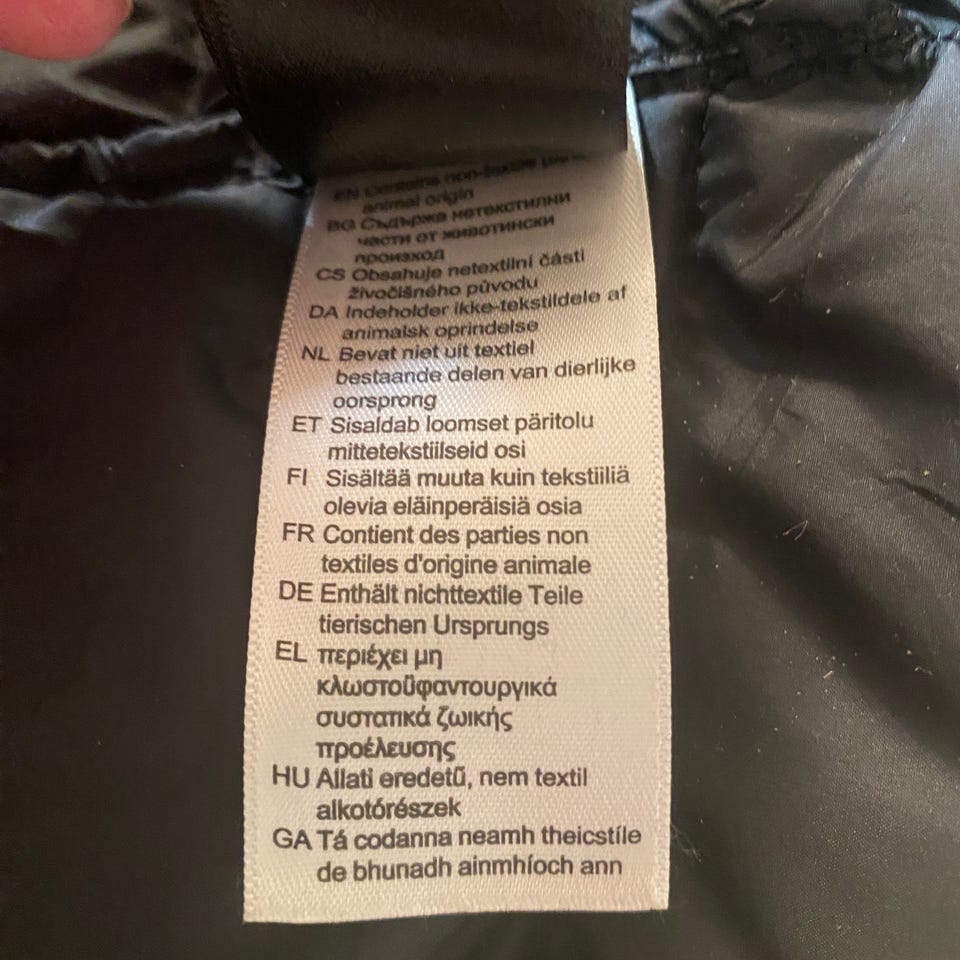 EN Contains non-textile
animal origin
BG Съдържа нетекстилни
части от животински
произход
CS Obsahuje netextilní části
živočišného původu
DA Indeholder ikke-tekstildele af
animalsk oprindelse
NL Bevat niet uit textiel
bestaande delen van dierlijke
oorsprong
ET Sisaldab loomset päritolu
mittetekstiilseid osi
FI Sisältää muuta kuin tekstiiliä
olevia eläinperäisiä osia
FR Contient des parties non
textiles d'origine animale
DE Enthält nichttextile Teile
tierischen Ursprungs
EL περιέχει μη
κλωστοϋφαντουργικά
συστατικά ζωικής
προέλευσης
HU Állati eredetű, nem textil
alkotórészek
GA Tá codanna neamh theicstíle
de bhunadh ainmhíoch ann